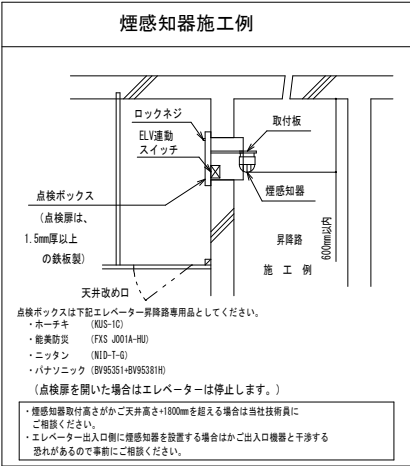 煙感知器施工例
ロックネジ
ELV連動
スイッチ
取付板
点検ボックス
(点検扉は、
1.5mm厚以上
の鉄板製)
煙感知器
昇降路
施 工 例
600mm以内
天井改め口
点検ボックスは下記エレベーター昇降路専用品としてください。
・ホーチキ (KUS-1C)
・能美防災 (FXS J001A-HU)
・ニッタン (NID-T-G)
・パナソニック (BV95351+BV95381H)
(点検扉を開いた場合はエレベーターは停止します。)
・煙感知器取付高さがかご天井高さ+1800mmを超える場合は当社技術員に
ご相談ください。
・エレベーター出入口側に煙感知器を設置する場合はかご出入口機器と干渉する
恐れがあるので事前にご相談ください。